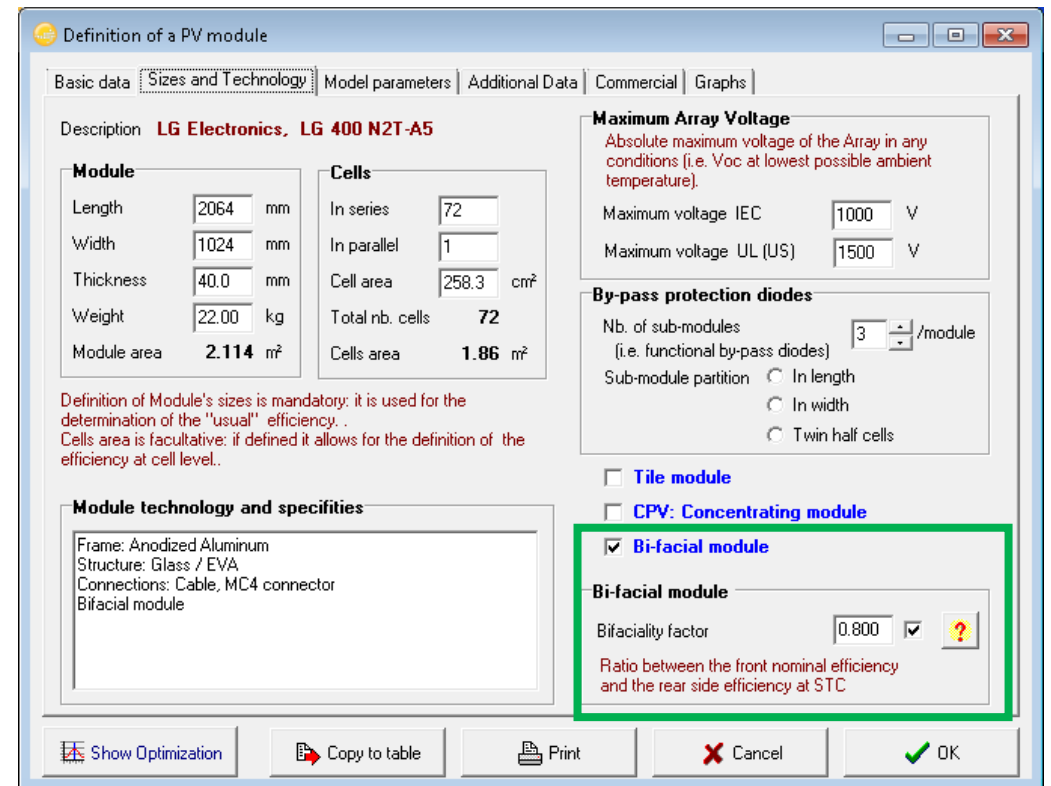 Definition of a PV module
Basic data Sizes and Technology Model parameters Additional Data Commercial Graphs
Description LG Electronics, LG 400 N2T-A5
Module
Length 2064 mm
Width 1024 mm
Thickness 40.0 mm
Weight 22.00 kg
Module area 2.114 m²
Cells
In series 72
In parallel 1
Cell area 258.3 cm²
Total nb. cells 72
Cells area 1.86 m²
Definition of Module's sizes is mandatory: it is used for the
determination of the "usual" efficiency. .
Cells area is facultative: if defined it allows for the definition of the
efficiency at cell level..
Module technology and specifities
Frame: Anodized Aluminum
Structure: Glass / EVA
Connections: Cable, MC4 connector
Bifacial module
Maximum Array Voltage
Absolute maximum voltage of the Array in any
conditions (i.e. Voc at lowest possible ambient
temperature).
Maximum voltage IEC 1000 V
Maximum voltage UL (US) 1500 V
By-pass protection diodes
Nb. of sub-modules 3 /module
(i.e. functional by-pass diodes)
Sub-module partition In length
In width
Twin half cells
Tile module
CPV: Concentrating module
Bi-facial module
Bi-facial module
Bifaciality factor 0.800 ?
Ratio between the front nominal efficiency
and the rear side efficiency at STC
Show Optimization Copy to table Print Cancel OK